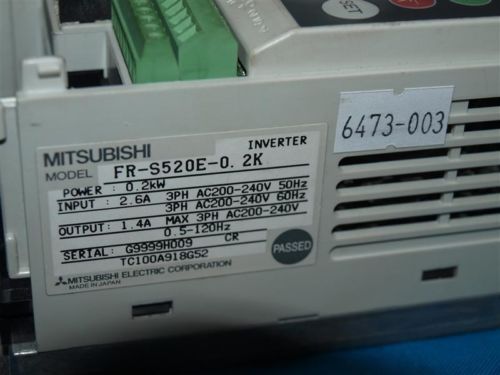 SET
6473-003
MITSUBISHI INVERTER
MODEL FR-S520E-0.2K
POWER : 0.2kW
INPUT : 2.6A 3PH AC200-240V 50Hz
3PH AC200-240V 60Hz
OUTPUT: 1.4A MAX 3PH AC200-240V
0.5-120Hz
SERIAL: G9999H009 CR
TC100A918G52
PASSED
MITSUBISHI ELECTRIC CORPORATION
MADE IN JAPAN